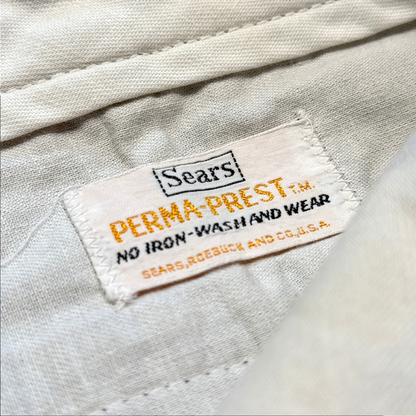 Sears
PERMA-PREST T.M.
NO IRON-WASH AND WEAR
SEARS, ROEBUCK AND CO., U.S.A.